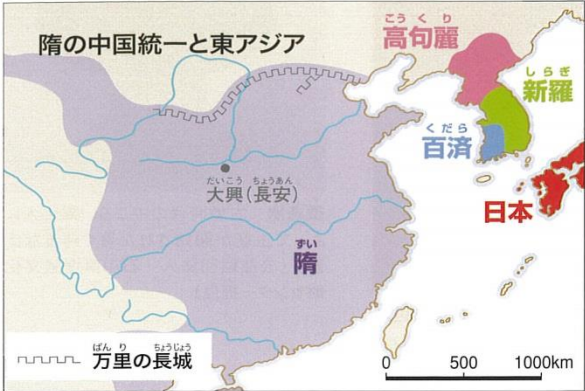 隋の中国統一と東アジア
こうくり
高句麗
しらぎ
新羅
くだら
百済
だいこう ちょうあん
大興(長安)
日本
ずい
隋
ばんり ちょうじょう
万里の長城
0 500 1000km